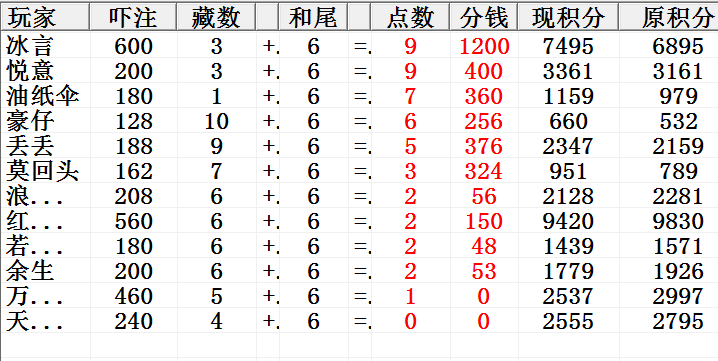 玩家 吓注 藏数 和尾 点数 分钱 现积分 原积分
冰言 600 3 +. 6 =. 9 1200 7495 6895
悦意 200 3 +. 6 =. 9 400 3361 3161
油纸伞 180 1 +. 6 =. 7 360 1159 979
豪仔 128 10 +. 6 =. 6 256 660 532
丢丢 188 9 +. 6 =. 5 376 2347 2159
莫回头 162 7 +. 6 =. 3 324 951 789
浪... 208 6 +. 6 =. 2 56 2128 2281
红... 560 6 +. 6 =. 2 150 9420 9830
若... 180 6 +. 6 =. 2 48 1439 1571
余生 200 6 +. 6 =. 2 53 1779 1926
万... 460 5 +. 6 =. 1 0 2537 2997
天... 240 4 +. 6 =. 0 0 2555 2795